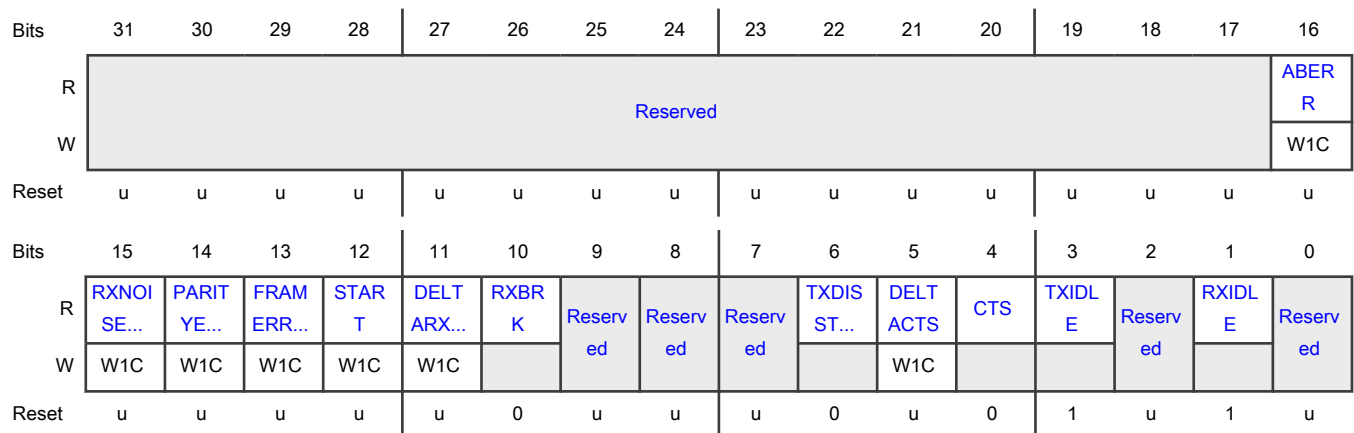 Bits 31 30 29 28 27 26 25 24 23 22 21 20 19 18 17 16
R Reserved ABER
R
W W1C
Reset u u u u u u u u u u u u u u u u
Bits 15 14 13 12 11 10 9 8 7 6 5 4 3 2 1 0
R RXNOI PARIT FRAM STAR DELT RXBR Reserv Reserv Reserv TXDIS DELT CTS TXIDL Reserv RXIDL Reserv
SE... YE... ERR... T ARX... K ed ed ed ST... ACTS E ed E ed
W W1C W1C W1C W1C W1C W1C
Reset u u u u u 0 u u u 0 u 0 1 u 1 u